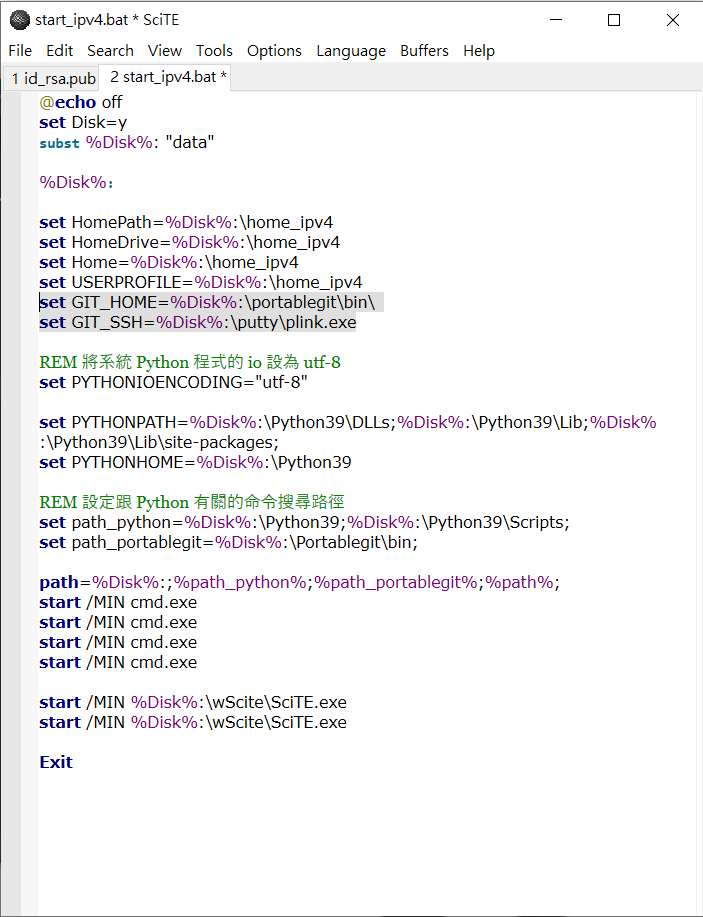 start_ipv4.bat * SciTE
File Edit Search View Tools Options Language Buffers Help
1 id_rsa.pub 2 start_ipv4.bat *
@echo off
set Disk=y
subst %Disk%: "data"
%Disk%:
set HomePath=%Disk%:\home_ipv4
set HomeDrive=%Disk%:\home_ipv4
set Home=%Disk%:\home_ipv4
set USERPROFILE=%Disk%:\home_ipv4
set GIT_HOME=%Disk%:\portablegit\bin\
set GIT_SSH=%Disk%:\putty\plink.exe
REM 將系統 Python 程式的 io 設為 utf-8
set PYTHONIOENCODING="utf-8"
set PYTHONPATH=%Disk%:\Python39\DLLs;%Disk%:\Python39\Lib;%Disk%
:\Python39\Lib\site-packages;
set PYTHONHOME=%Disk%:\Python39
REM 設定跟 Python 有關的命令搜尋路徑
set path_python=%Disk%:\Python39;%Disk%:\Python39\Scripts;
set path_portablegit=%Disk%:\Portablegit\bin;
path=%Disk%:;%path_python%;%path_portablegit%;%path%;
start /MIN cmd.exe
start /MIN cmd.exe
start /MIN cmd.exe
start /MIN cmd.exe
start /MIN %Disk%:\wScite\SciTE.exe
start /MIN %Disk%:\wScite\SciTE.exe
Exit